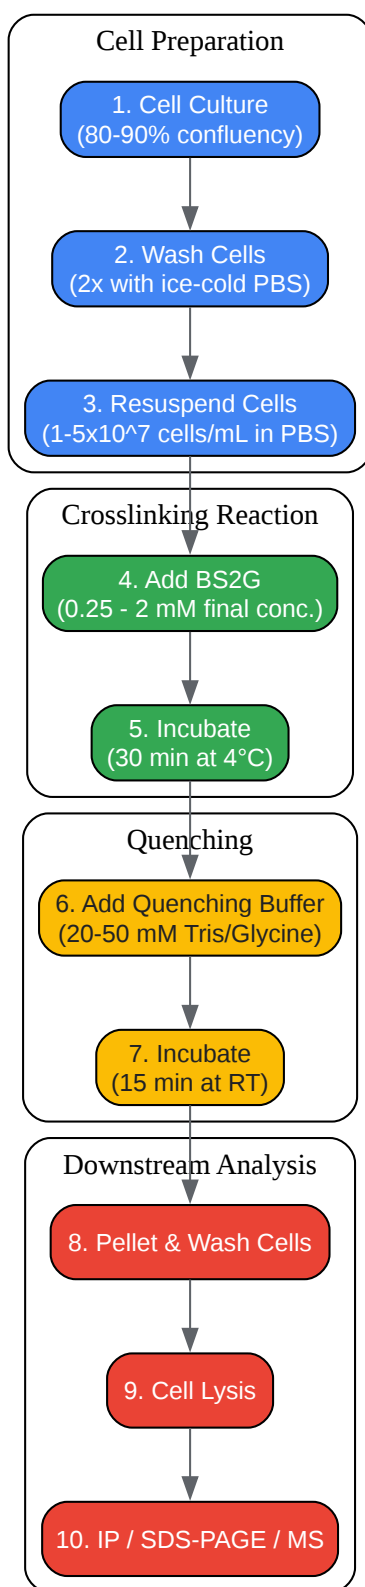 Cell Preparation
1. Cell Culture
(80-90% confluency)
2. Wash Cells
(2x with ice-cold PBS)
3. Resuspend Cells
(1-5x10^7 cells/mL in PBS)
Crosslinking Reaction
4. Add BS2G
(0.25 - 2 mM final conc.)
5. Incubate
(30 min at 4°C)
Quenching
6. Add Quenching Buffer
(20-50 mM Tris/Glycine)
7. Incubate
(15 min at RT)
Downstream Analysis
8. Pellet & Wash Cells
9. Cell Lysis
10. IP / SDS-PAGE / MS